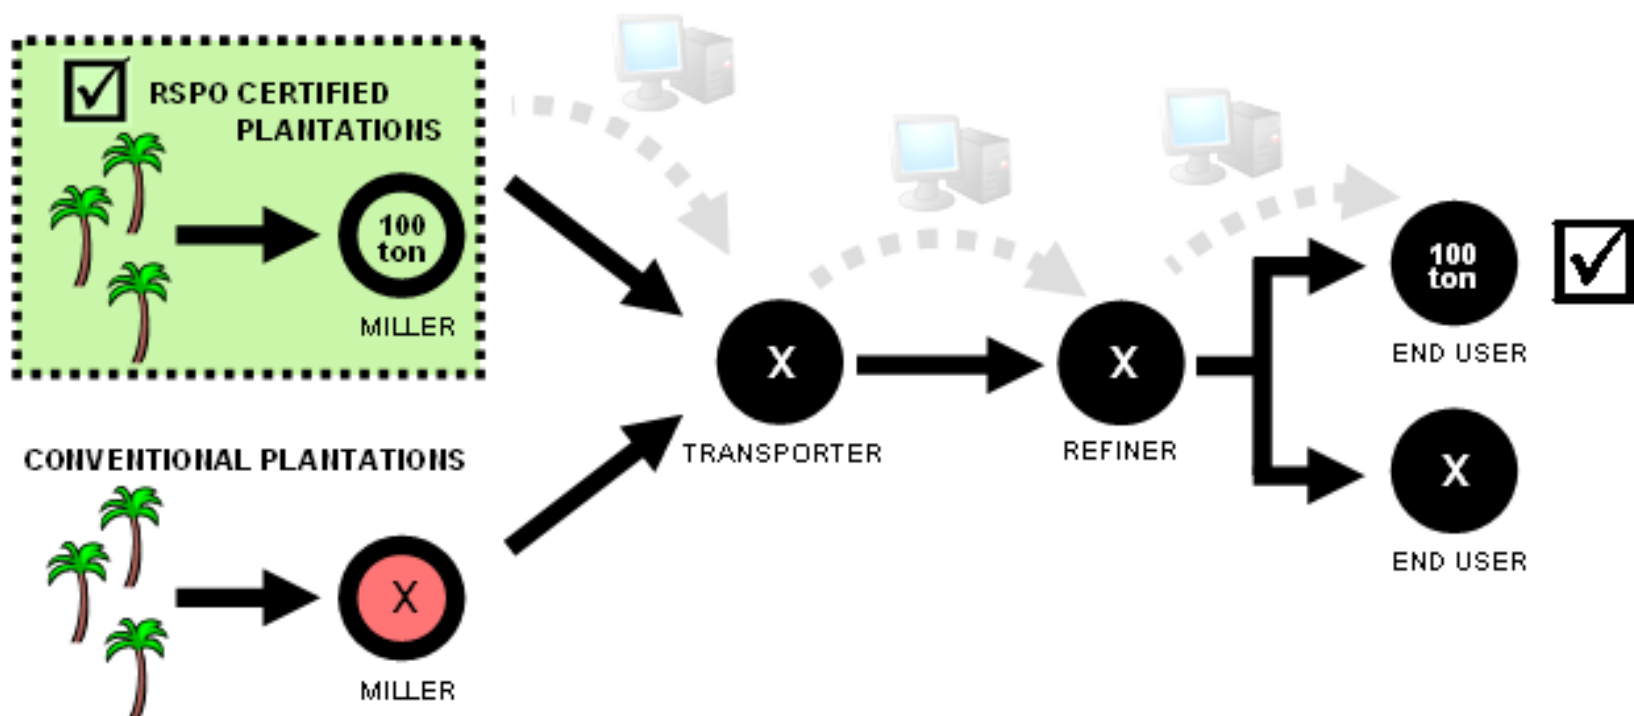 RSPO CERTIFIED
PLANTATIONS
100
ton
MILLER
CONVENTIONAL PLANTATIONS
X
MILLER
X
TRANSPORTER
X
REFINER
100
ton
END USER
X
END USER